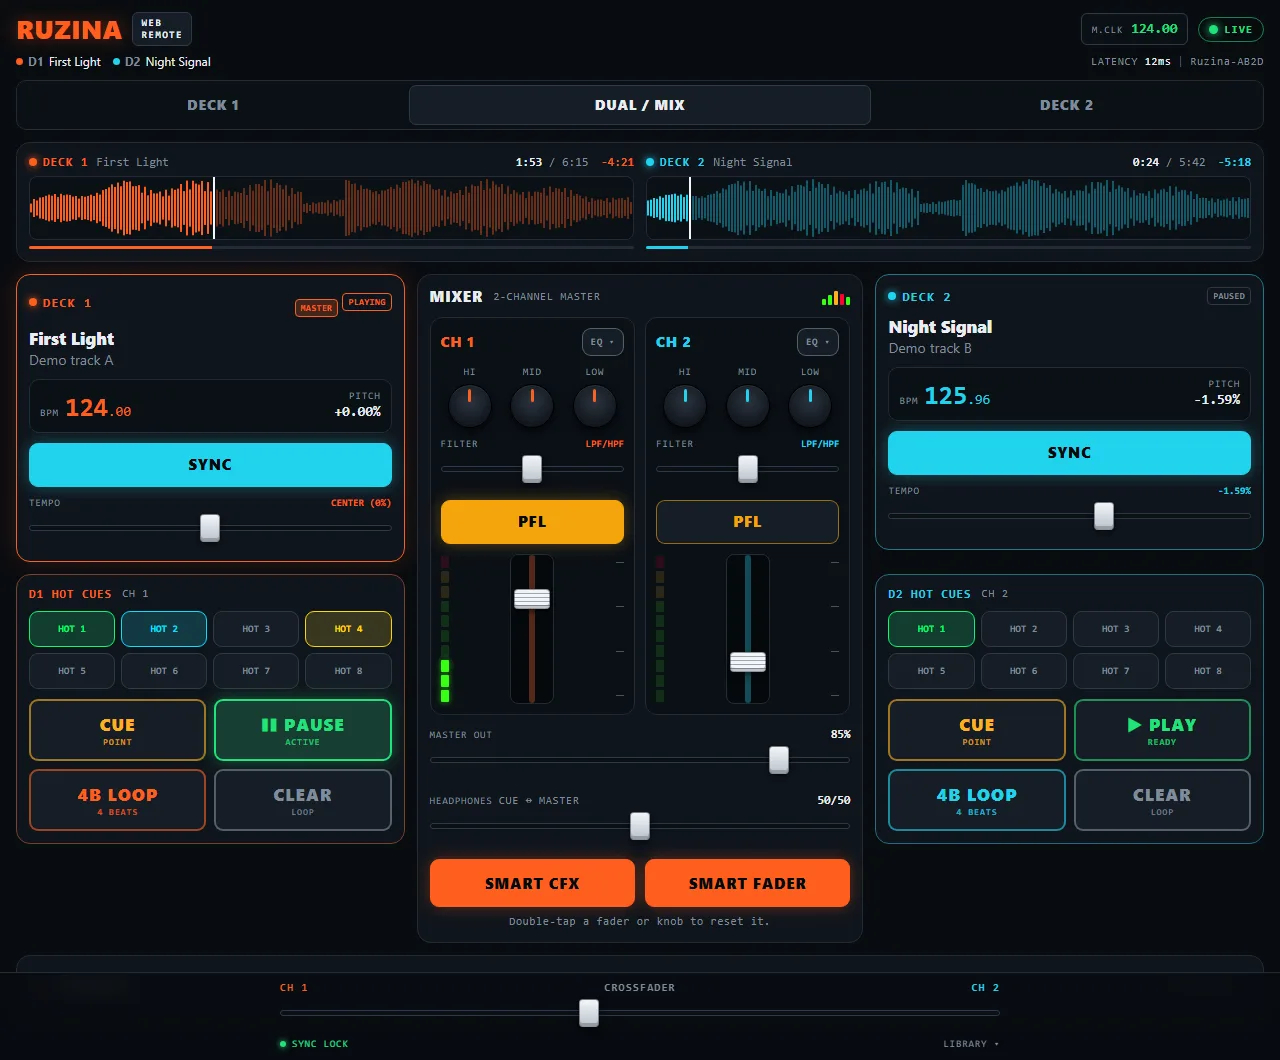 RUZINA WEB REMOTE
M.CLK 124.00 LIVE
D1 First Light D2 Night Signal
LATENCY 12ms | Ruzina-AB2D
DECK 1 DUAL / MIX DECK 2
DECK 1 First Light 1:53 / 6:15 -4:21
DECK 2 Night Signal 0:24 / 5:42 -5:18
DECK 1 MASTER PLAYING
First Light
Demo track A
BPM 124.00 PITCH +0.00%
SYNC
TEMPO CENTER (0%)
D1 HOT CUES CH 1
HOT 1 HOT 2 HOT 3 HOT 4
HOT 5 HOT 6 HOT 7 HOT 8
CUE
POINT
PAUSE
ACTIVE
4B LOOP
4 BEATS
CLEAR
LOOP
MIXER 2-CHANNEL MASTER
CH 1 EQ
HI MID LOW
FILTER LPF/HPF
PFL
CH 2 EQ
HI MID LOW
FILTER LPF/HPF
PFL
MASTER OUT 85%
HEADPHONES CUE ↔ MASTER 50/50
SMART CFX SMART FADER
Double-tap a fader or knob to reset it.
DECK 2 PAUSED
Night Signal
Demo track B
BPM 125.96 PITCH -1.59%
SYNC
TEMPO -1.59%
D2 HOT CUES CH 2
HOT 1 HOT 2 HOT 3 HOT 4
HOT 5 HOT 6 HOT 7 HOT 8
CUE
POINT
PLAY
READY
4B LOOP
4 BEATS
CLEAR
LOOP
CH 1 CROSSFADER CH 2
SYNC LOCK LIBRARY